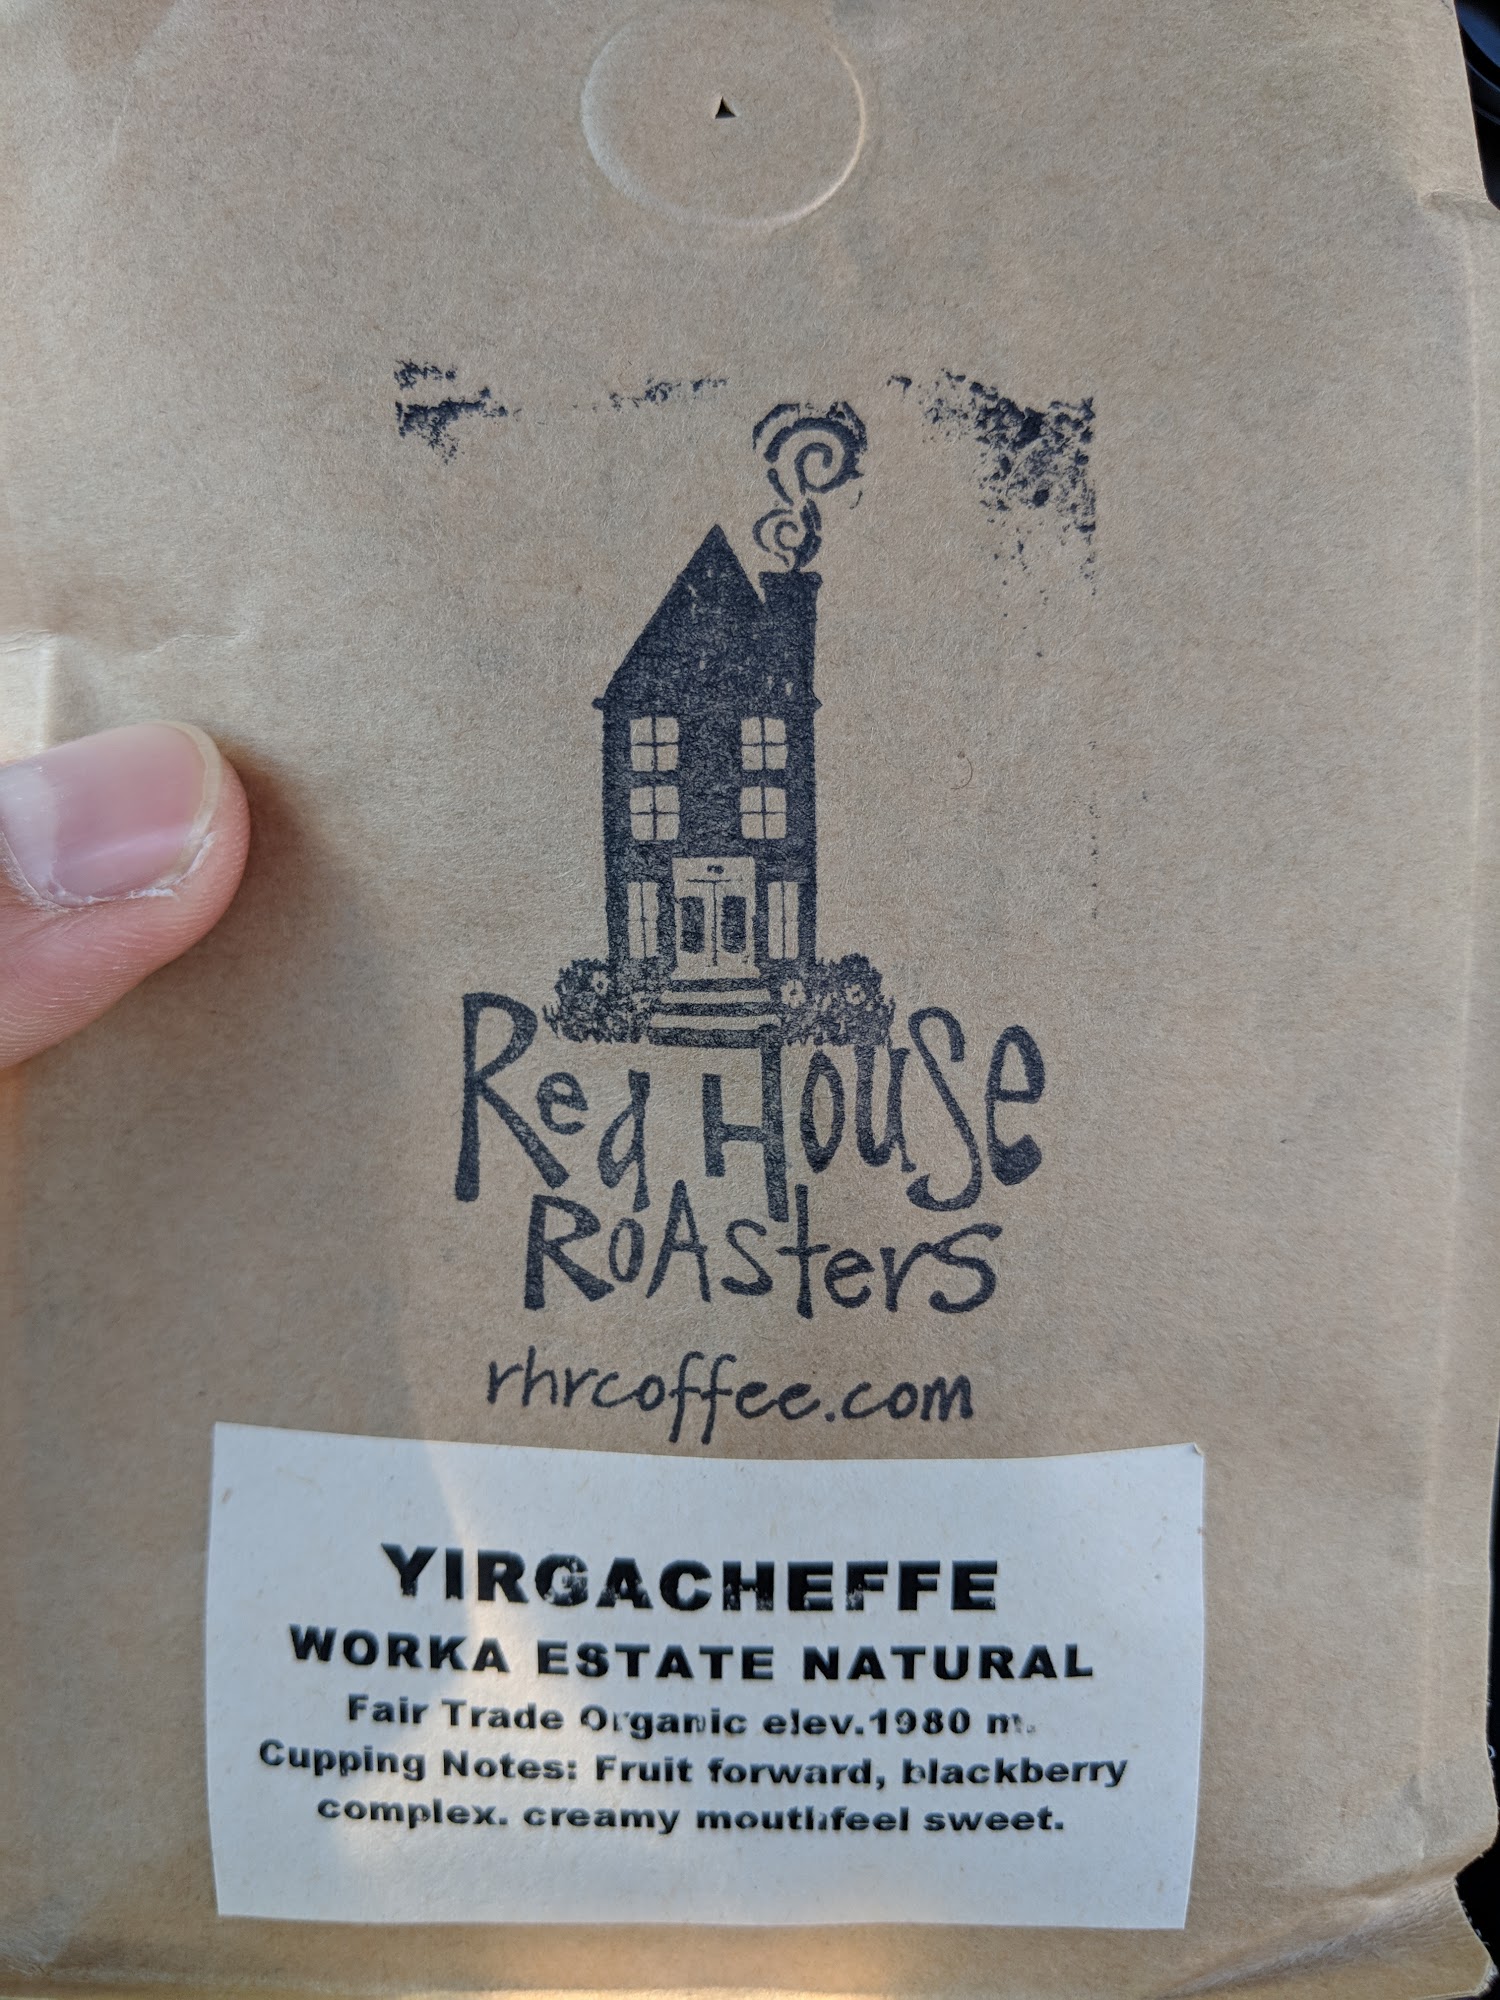 Red House
Roasters
rhrcoffee.com
YIRGACHEFFE
WORKA ESTATE NATURAL
Fair Trade Organic elev.1980 m.
Cupping Notes: Fruit forward, blackberry
complex. creamy mouthfeel sweet.